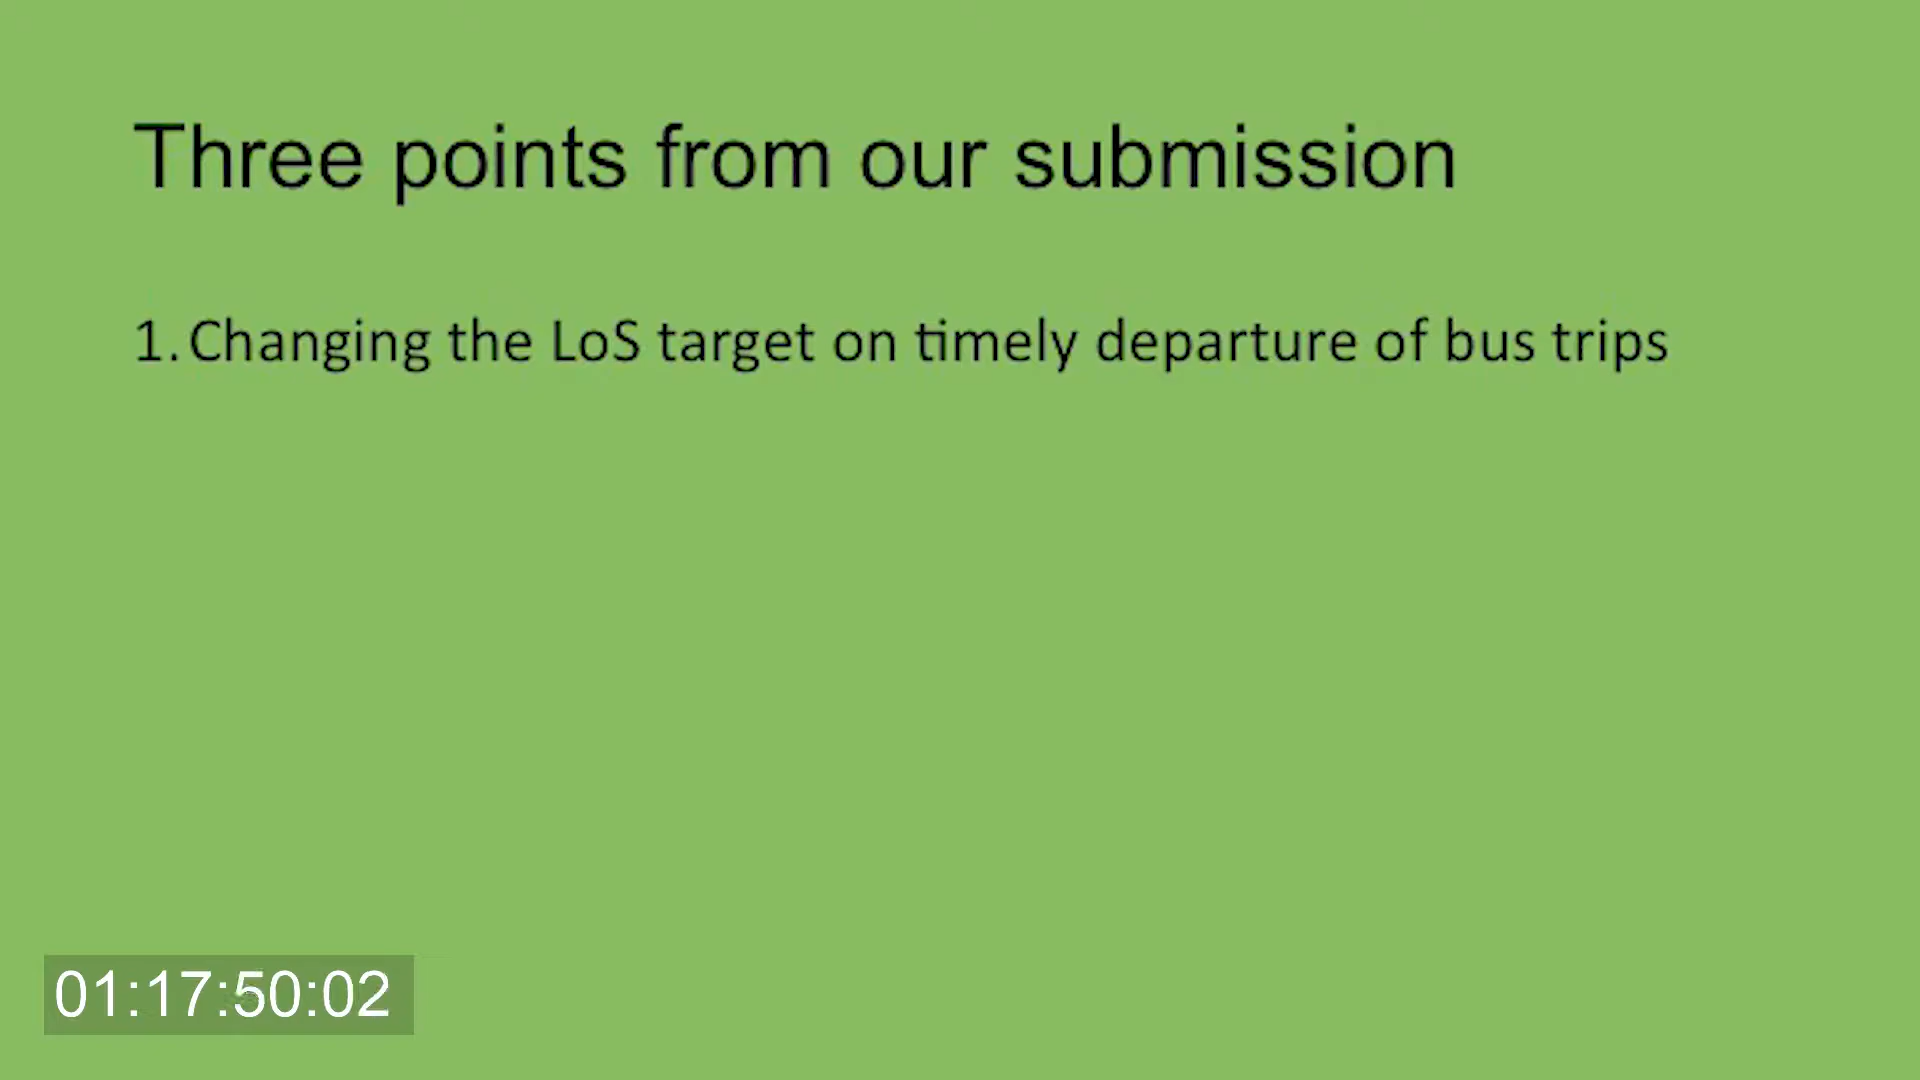 Three points from our submission
1. Changing the LoS target on timely departure of bus trips
01:17:50:02